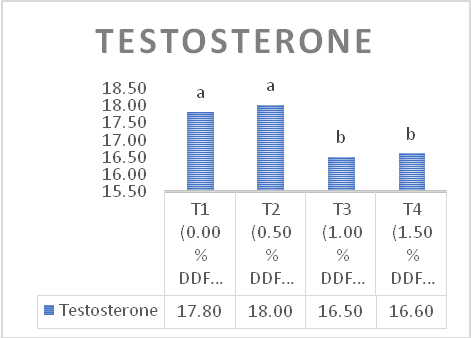 TESTOSTERONE
18.50
18.00
17.50
17.00
16.50
16.00
15.50
a
a
b
b
T1 T2 T3 T4
(0.00 (0.50 (1.00 (1.50
% % % %
DDF... DDF... DDF... DDF...
Testosterone 17.80 18.00 16.50 16.60